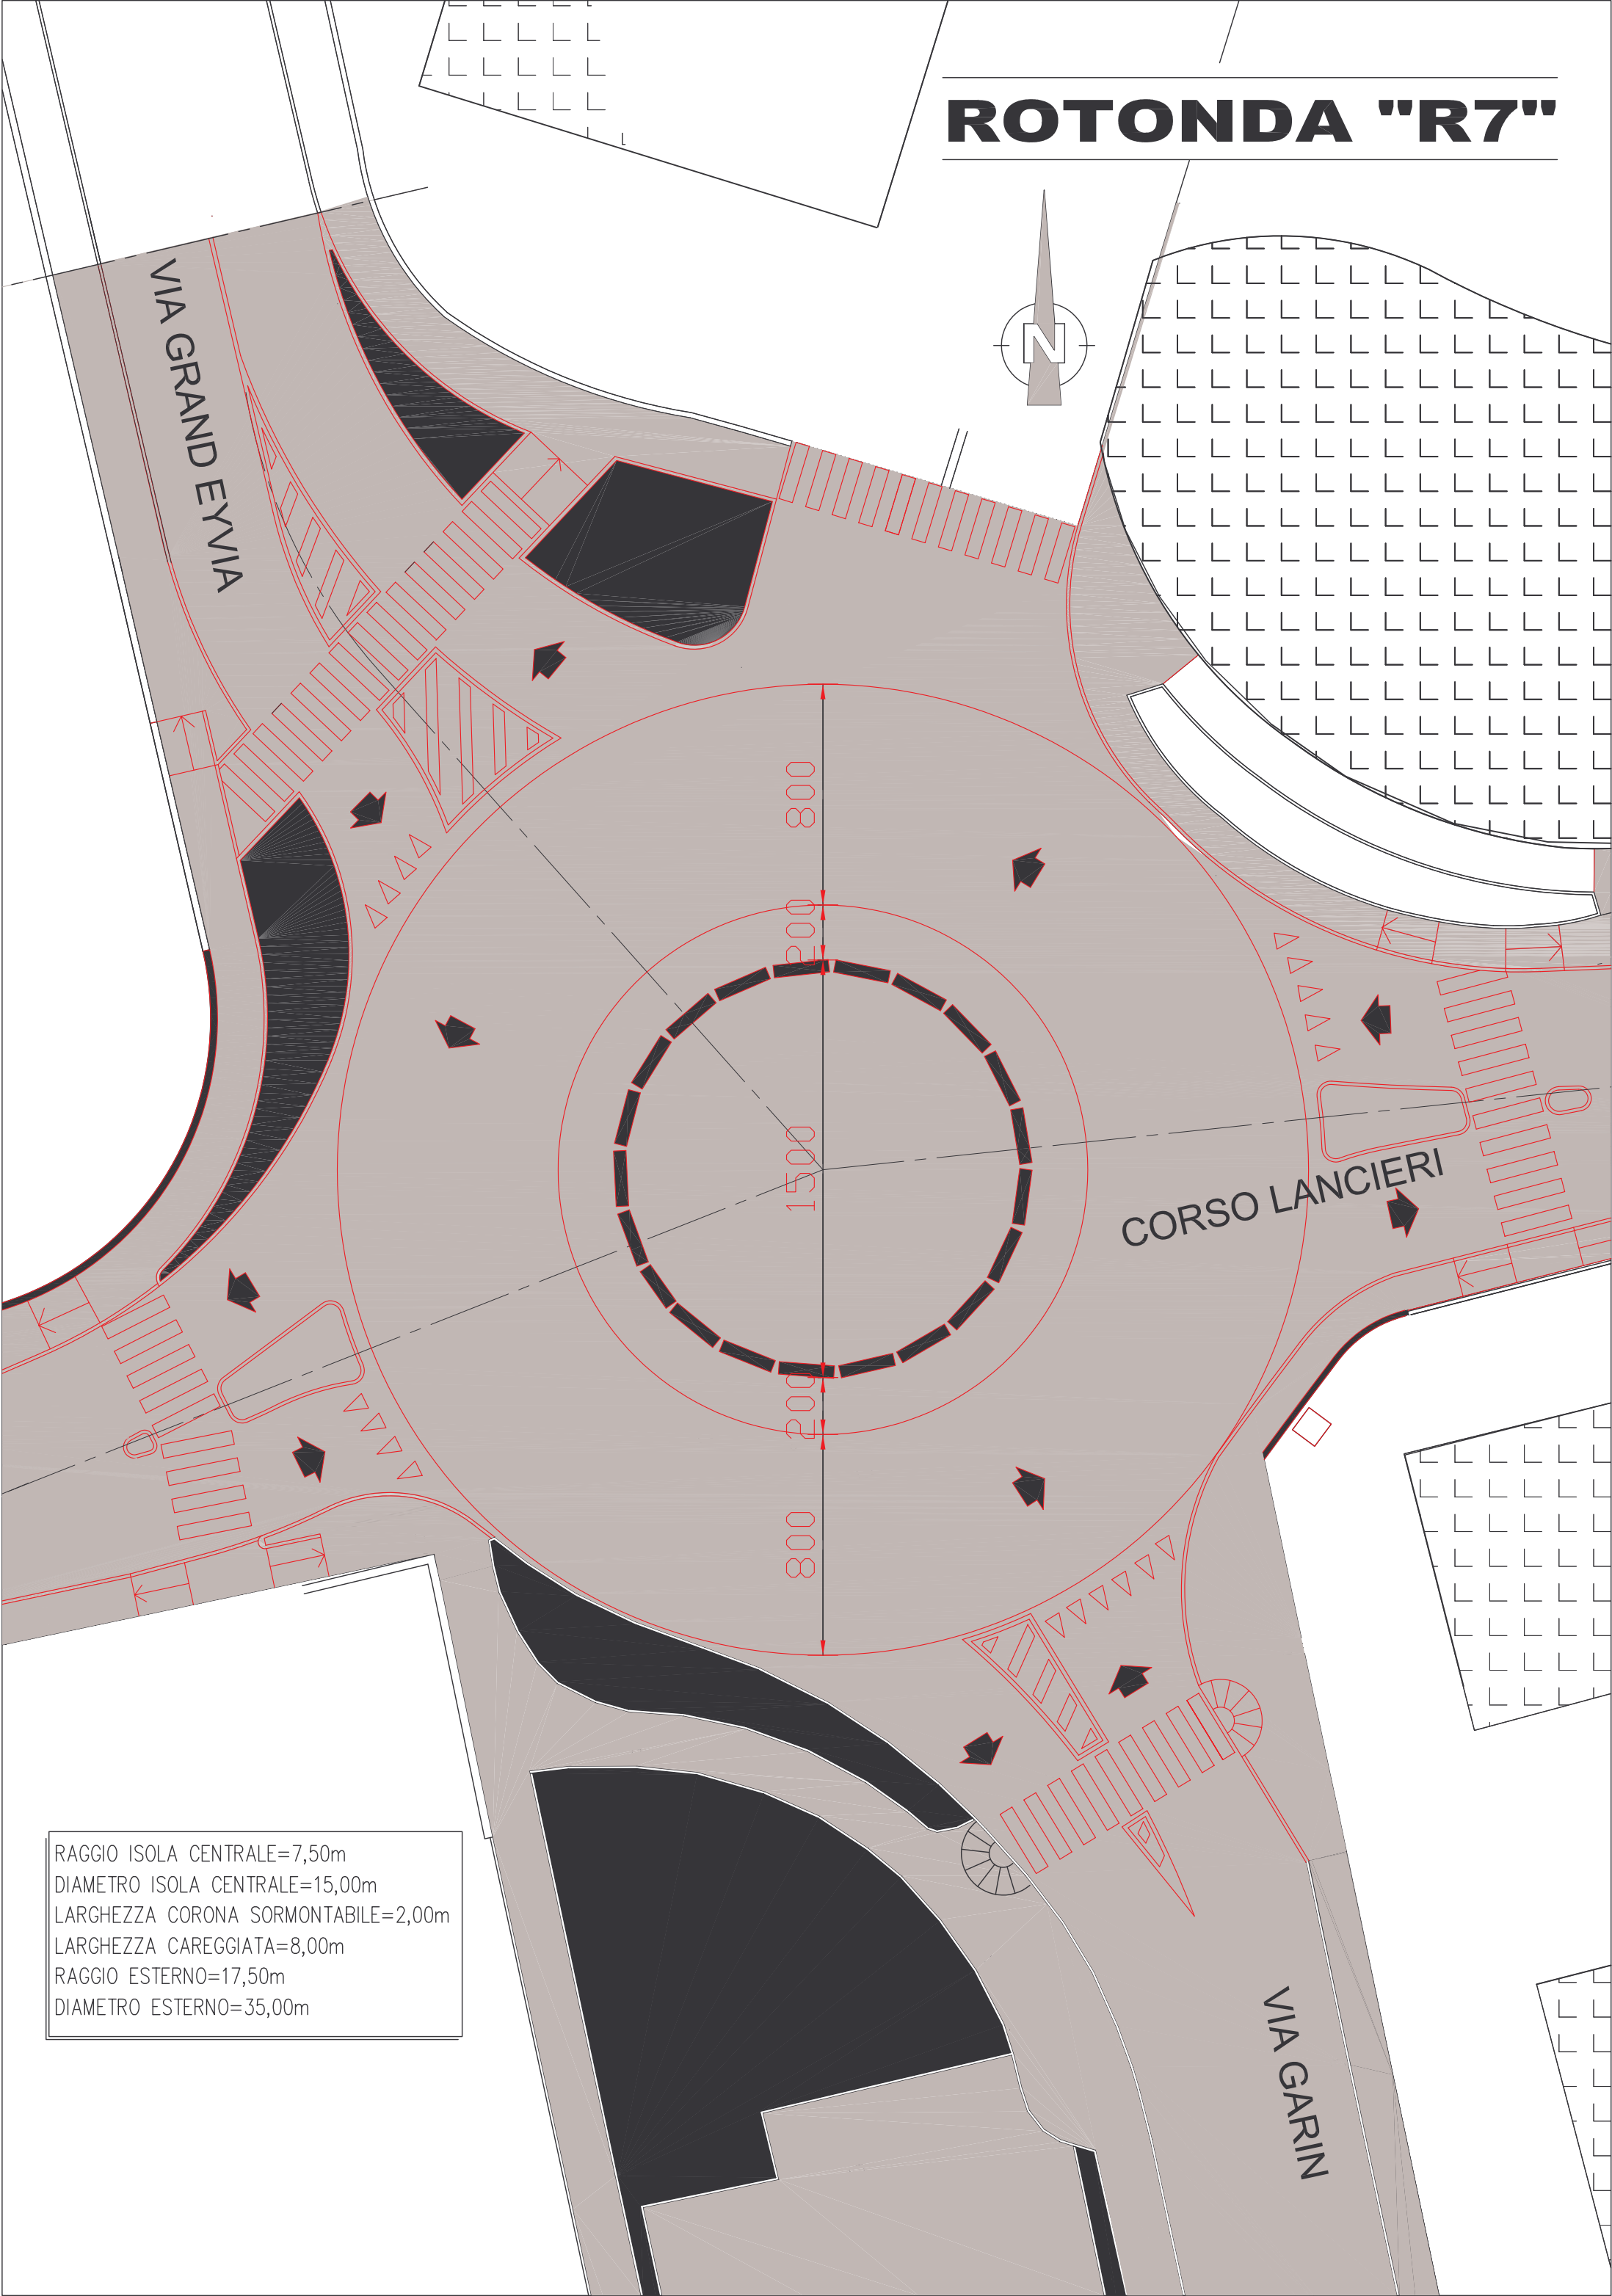 ROTONDA "R7"
N
VIA GRAND EYVIA
800
200
1500
CORSO LANCIERI
200
800
RAGGIO ISOLA CENTRALE=7,50m
DIAMETRO ISOLA CENTRALE=15,00m
LARGHEZZA CORONA SORMONTABILE=2,00m
LARGHEZZA CAREGGIATA=8,00m
RAGGIO ESTERNO=17,50m
DIAMETRO ESTERNO=35,00m
VIA GARIN